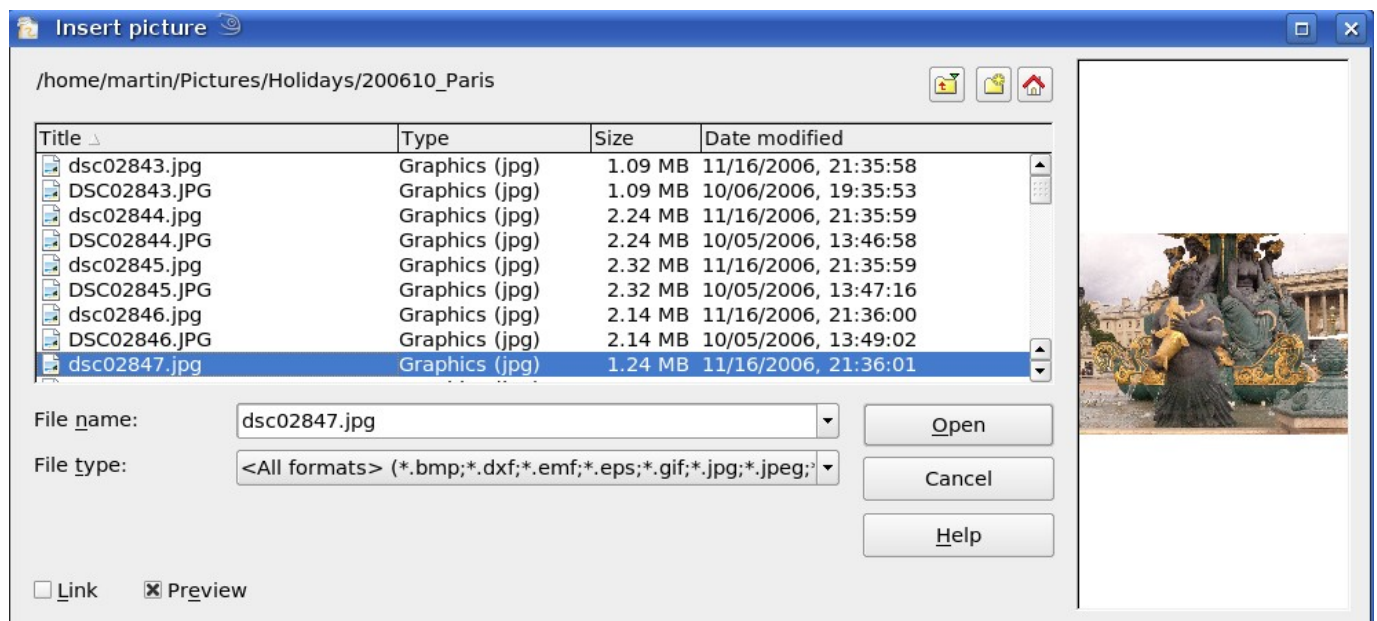 Insert picture
/home/martin/Pictures/Holidays/200610_Paris
Title Type Size Date modified
dsc02843.jpg Graphics (jpg) 1.09 MB 11/16/2006, 21:35:58
DSC02843.JPG Graphics (jpg) 1.09 MB 10/06/2006, 19:35:53
dsc02844.jpg Graphics (jpg) 2.24 MB 11/16/2006, 21:35:59
DSC02844.JPG Graphics (jpg) 2.24 MB 10/05/2006, 13:46:58
dsc02845.jpg Graphics (jpg) 2.32 MB 11/16/2006, 21:35:59
DSC02845.JPG Graphics (jpg) 2.32 MB 10/05/2006, 13:47:16
dsc02846.jpg Graphics (jpg) 2.14 MB 11/16/2006, 21:36:00
DSC02846.JPG Graphics (jpg) 2.14 MB 10/05/2006, 13:49:02
dsc02847.jpg Graphics (jpg) 1.24 MB 11/16/2006, 21:36:01
File name: dsc02847.jpg Open
File type: <All formats> (*.bmp;*.dxf;*.emf;*.eps;*.gif;*.jpg;*.jpeg;
Cancel
Help
Link Preview